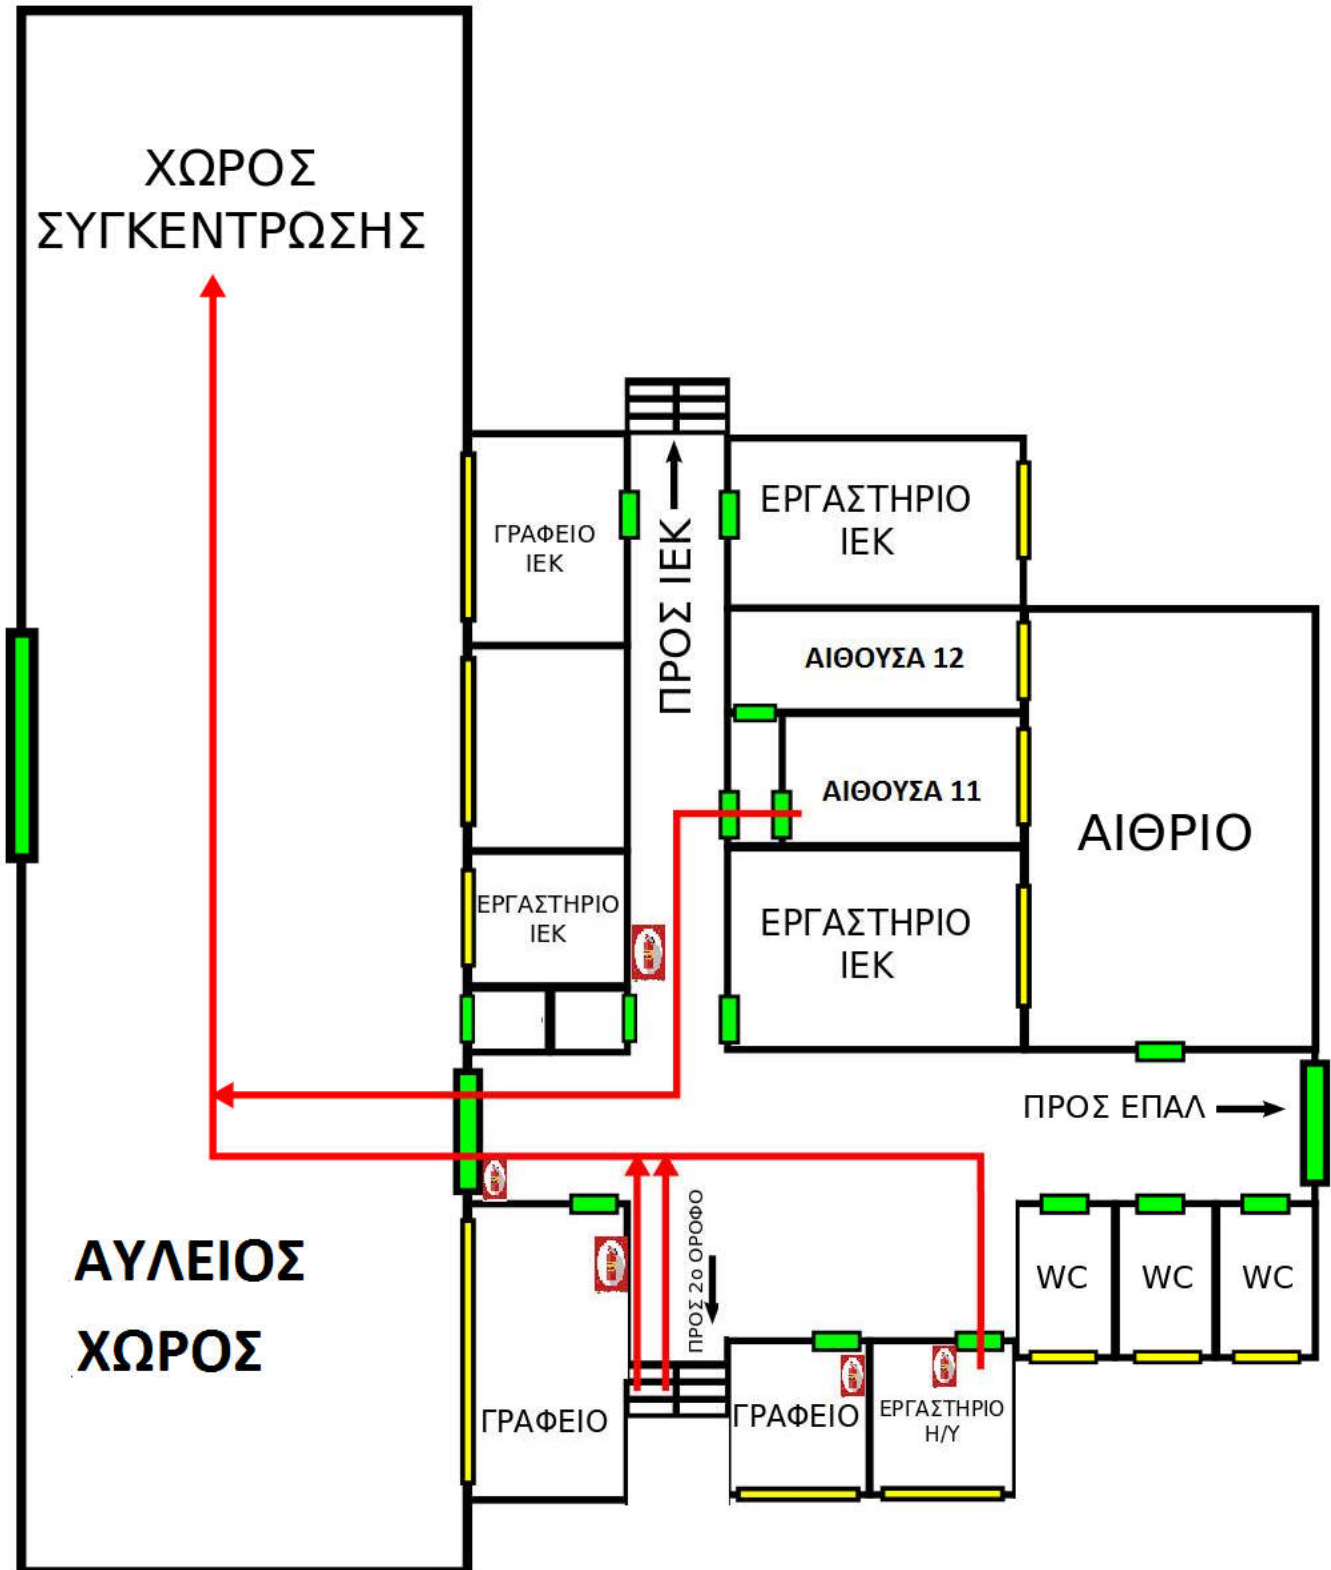 ΧΩΡΟΣ
ΣΥΓΚΕΝΤΡΩΣΗΣ
ΓΡΑΦΕΙΟ
ΙΕΚ
ΠΡΟΣ ΙΕΚ
ΕΡΓΑΣΤΗΡΙΟ
ΙΕΚ
ΑΙΘΟΥΣΑ 12
ΑΙΘΟΥΣΑ 11
ΑΙΘΡΙΟ
ΕΡΓΑΣΤΗΡΙΟ
ΙΕΚ
ΕΡΓΑΣΤΗΡΙΟ
ΙΕΚ
ΠΡΟΣ ΕΠΑΛ
ΑΥΛΕΙΟΣ
ΧΩΡΟΣ
ΠΡΟΣ 2ο ΟΡΟΦΟ
WC
WC
WC
ΓΡΑΦΕΙΟ
ΓΡΑΦΕΙΟ
ΕΡΓΑΣΤΗΡΙΟ
Η/Υ